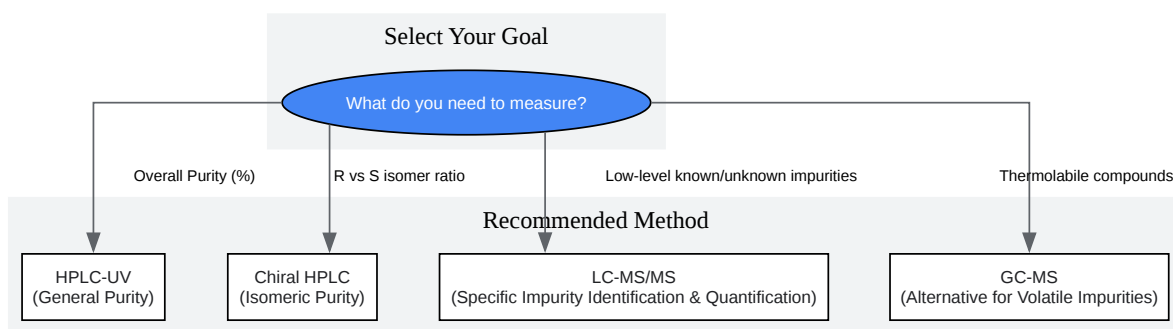 Select Your Goal
What do you need to measure?
Overall Purity (%)
R vs S isomer ratio
Low-level known/unknown impurities
Thermolabile compounds
Recommended Method
HPLC-UV
(General Purity)
Chiral HPLC
(Isomeric Purity)
LC-MS/MS
(Specific Impurity Identification & Quantification)
GC-MS
(Alternative for Volatile Impurities)